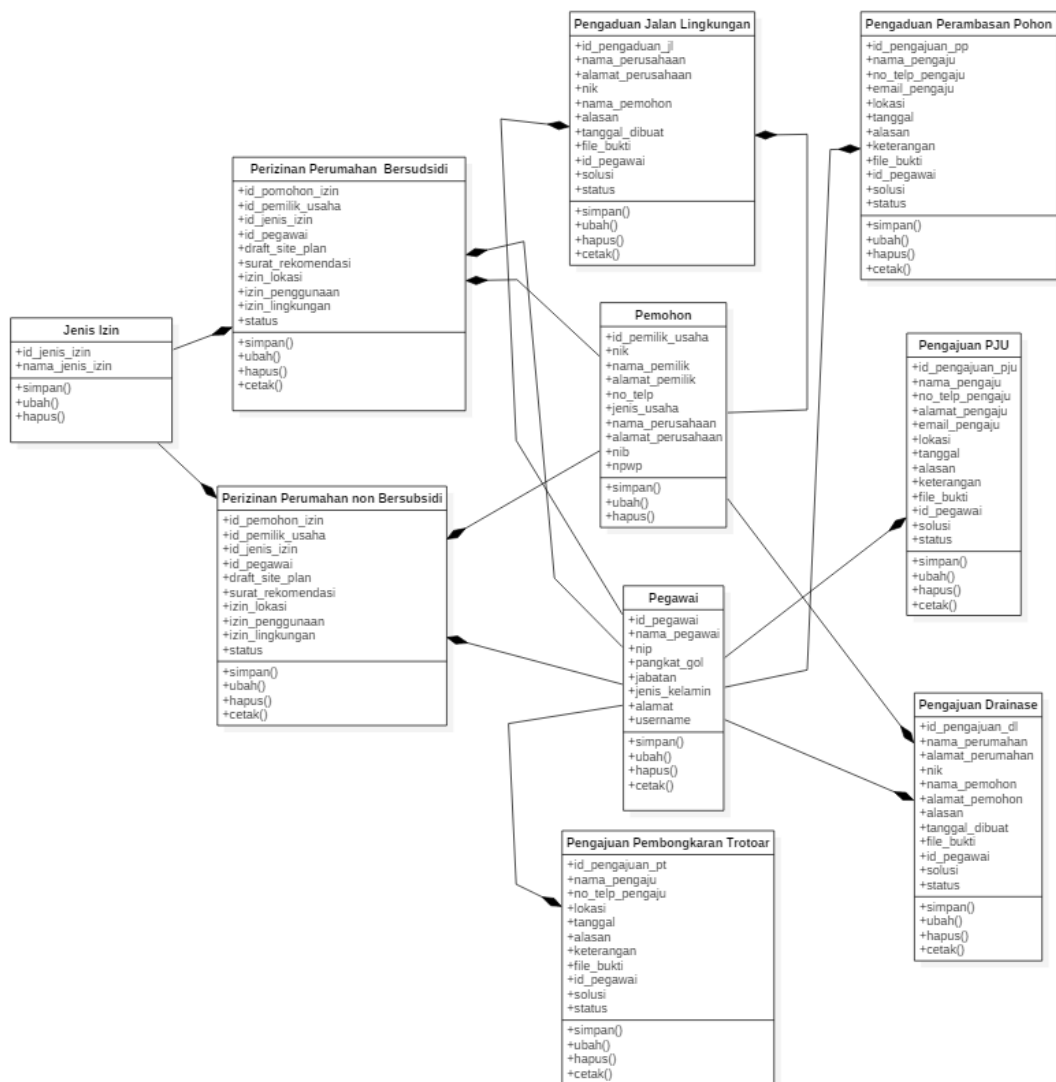 Pengaduan Jalan Lingkungan
+id_pengaduan_jl
+nama_perusahaan
+alamat_perusahaan
+nik
+nama_pemohon
+alasan
+tanggal_dibuat
+file_bukti
+id_pegawai
+solusi
+status
+simpan()
+ubah()
+hapus()
+cetak()
Pengaduan Perambasan Pohon
+id_pengajuan_pp
+nama_pengaju
+no_telp_pengaju
+email_pengaju
+lokasi
+tanggal
+alasan
+keterangan
+file_bukti
+id_pegawai
+solusi
+status
+simpan()
+ubah()
+hapus()
+cetak()
Perizinan Perumahan Bersudsidi
+id_pomohon_izin
+id_pemilik_usaha
+id_jenis_izin
+id_pegawai
+draft_site_plan
+surat_rekomendasi
+izin_lokasi
+izin_penggunaan
+izin_lingkungan
+status
+simpan()
+ubah()
+hapus()
+cetak()
Jenis Izin
+id_jenis_izin
+nama_jenis_izin
+simpan()
+ubah()
+hapus()
Pemohon
+id_pemilik_usaha
+nik
+nama_pemilik
+alamat_pemilik
+no_telp
+jenis_usaha
+nama_perusahaan
+alamat_perusahaan
+nib
+npwp
+simpan()
+ubah()
+hapus()
Pengajuan PJU
+id_pengajuan_pju
+nama_pengaju
+no_telp_pengaju
+alamat_pengaju
+email_pengaju
+lokasi
+tanggal
+alasan
+keterangan
+file_bukti
+id_pegawai
+solusi
+status
+simpan()
+ubah()
+hapus()
+cetak()
Perizinan Perumahan non Bersubsidi
+id_pemohon_izin
+id_pemilik_usaha
+id_jenis_izin
+id_pegawai
+draft_site_plan
+surat_rekomendasi
+izin_lokasi
+izin_penggunaan
+izin_lingkungan
+status
+simpan()
+ubah()
+hapus()
+cetak()
Pegawai
+id_pegawai
+nama_pegawai
+nip
+pangkat_gol
+jabatan
+jenis_kelamin
+alamat
+username
+simpan()
+ubah()
+hapus()
+cetak()
Pengajuan Drainase
+id_pengajuan_dl
+nama_perumahan
+alamat_perumahan
+nik
+nama_pemohon
+alamat_pemohon
+alasan
+tanggal_dibuat
+file_bukti
+id_pegawai
+solusi
+status
+simpan()
+ubah()
+hapus()
+cetak()
Pengajuan Pembongkaran Trotoar
+id_pengajuan_pt
+nama_pengaju
+no_telp_pengaju
+lokasi
+tanggal
+alasan
+keterangan
+file_bukti
+id_pegawai
+solusi
+status
+simpan()
+ubah()
+hapus()
+cetak()